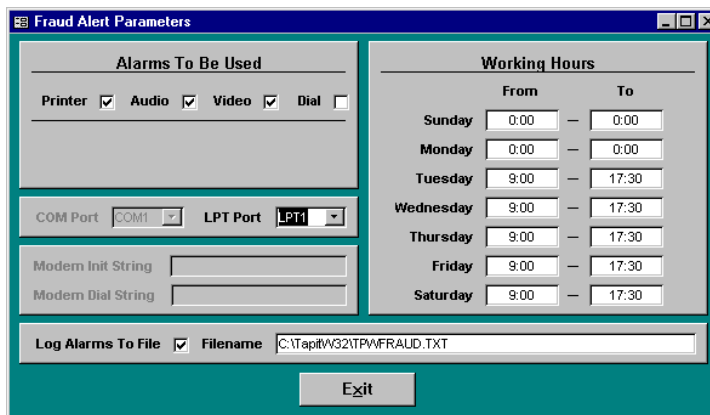 Fraud Alert Parameters
Alarms To Be Used
Printer Audio Video Dial
COM Port COM1 LPT Port LPT1
Modem Init String
Modem Dial String
Working Hours
From To
Sunday 0:00 — 0:00
Monday 0:00 — 0:00
Tuesday 9:00 — 17:30
Wednesday 9:00 — 17:30
Thursday 9:00 — 17:30
Friday 9:00 — 17:30
Saturday 9:00 — 17:30
Log Alarms To File Filename C:\TapitW32\TPWFRAUD.TXT
Exit